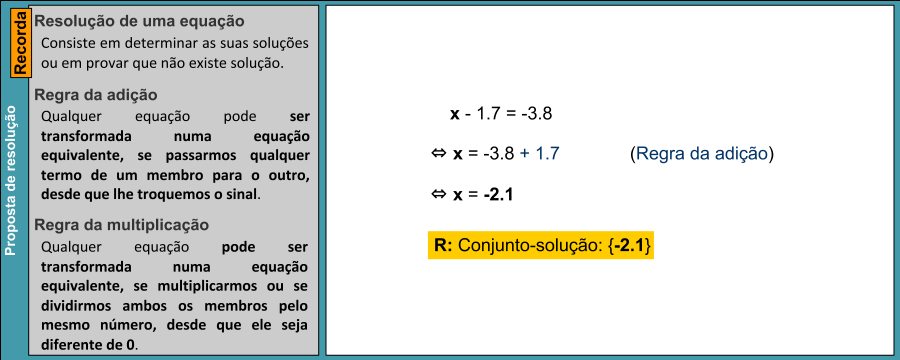 Proposta de resolução
Recorda
Resolução de uma equação
Consiste em determinar as suas soluções
ou em provar que não existe solução.
Regra da adição
Qualquer equação pode ser
transformada numa equação
equivalente, se passarmos qualquer
termo de um membro para o outro,
desde que lhe troquemos o sinal.
Regra da multiplicação
Qualquer equação pode ser
transformada numa equação
equivalente, se multiplicarmos ou se
dividirmos ambos os membros pelo
mesmo número, desde que ele seja
diferente de 0.
x - 1.7 = -3.8
⇔ x = -3.8 + 1.7 (Regra da adição)
⇔ x = -2.1
R: Conjunto-solução: {-2.1}